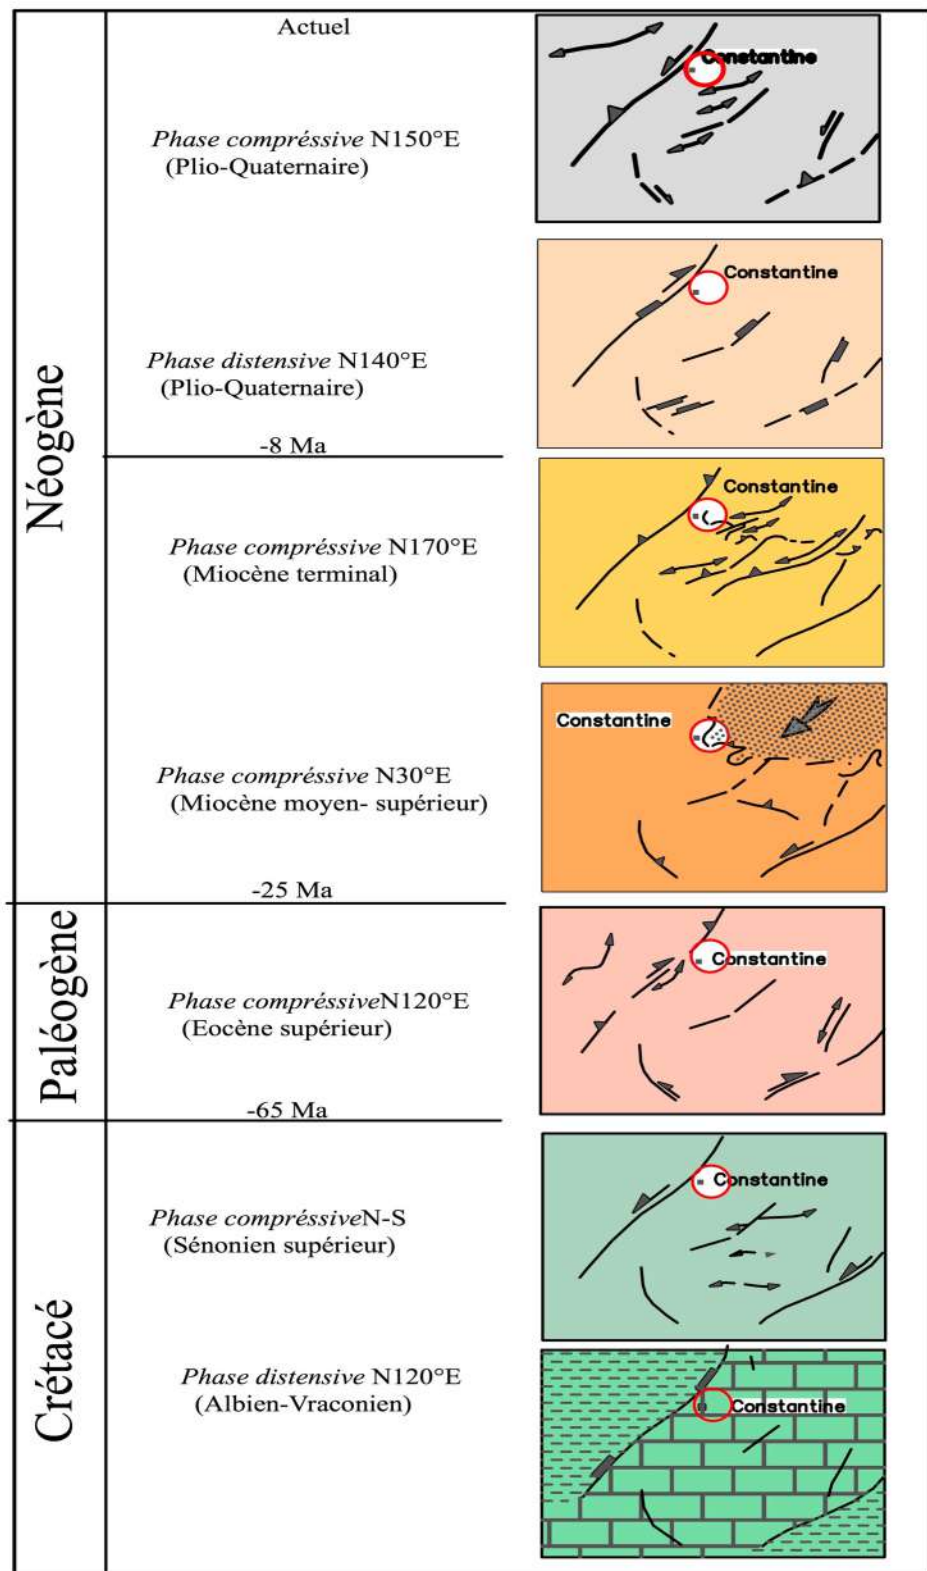 Actuel
Constantine
Phase compréssive N150°E
(Plio-Quaternaire)
Constantine
Phase distensive N140°E
(Plio-Quaternaire)
-8 Ma
Néogène
Constantine
Phase compréssive N170°E
(Miocène terminal)
Constantine
Phase compréssive N30°E
(Miocène moyen- supérieur)
-25 Ma
Paléogène
Constantine
Phase compréssiveN120°E
(Eocène supérieur)
-65 Ma
Crétacé
Constantine
Phase compréssiveN-S
(Sénonien supérieur)
Phase distensive N120°E
(Albien-Vraconien)
Constantine